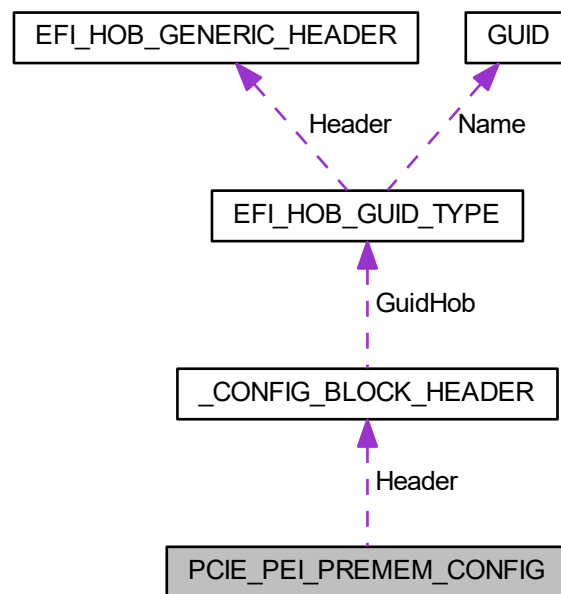 EFI_HOB_GENERIC_HEADER
GUID
Header
Name
EFI_HOB_GUID_TYPE
GuidHob
_CONFIG_BLOCK_HEADER
Header
PCIE_PEI_PREMEM_CONFIG